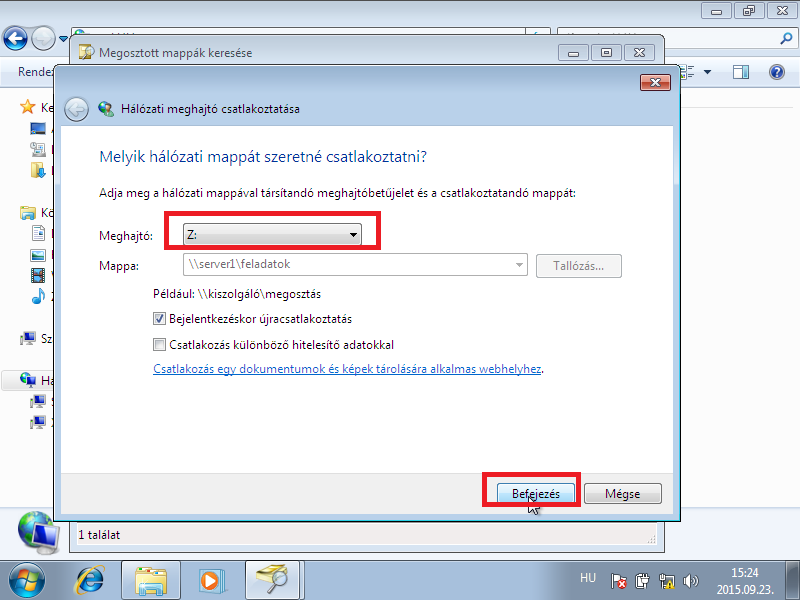 Megosztott mappák keresése
Rendez
Hálózati meghajtó csatlakoztatása
Ke
Melyik hálózati mappát szeretné csatlakoztatni?
Adja meg a hálózati mappával társítandó meghajtóbetűjelet és a csatlakoztatandó mappát:
Kö
Meghajtó: Z:
Mappa: \\server1\feladatok Tallózás...
Például: \\kiszolgáló\megosztás
Bejelentkezéskor újracsatlakoztatás
Sz
Csatlakozás különböző hitelesítő adatokkal
Csatlakozás egy dokumentumok és képek tárolására alkalmas webhelyhez.
Há
Befejezés Mégse
1 találat
HU 15:24
2015.09.23.